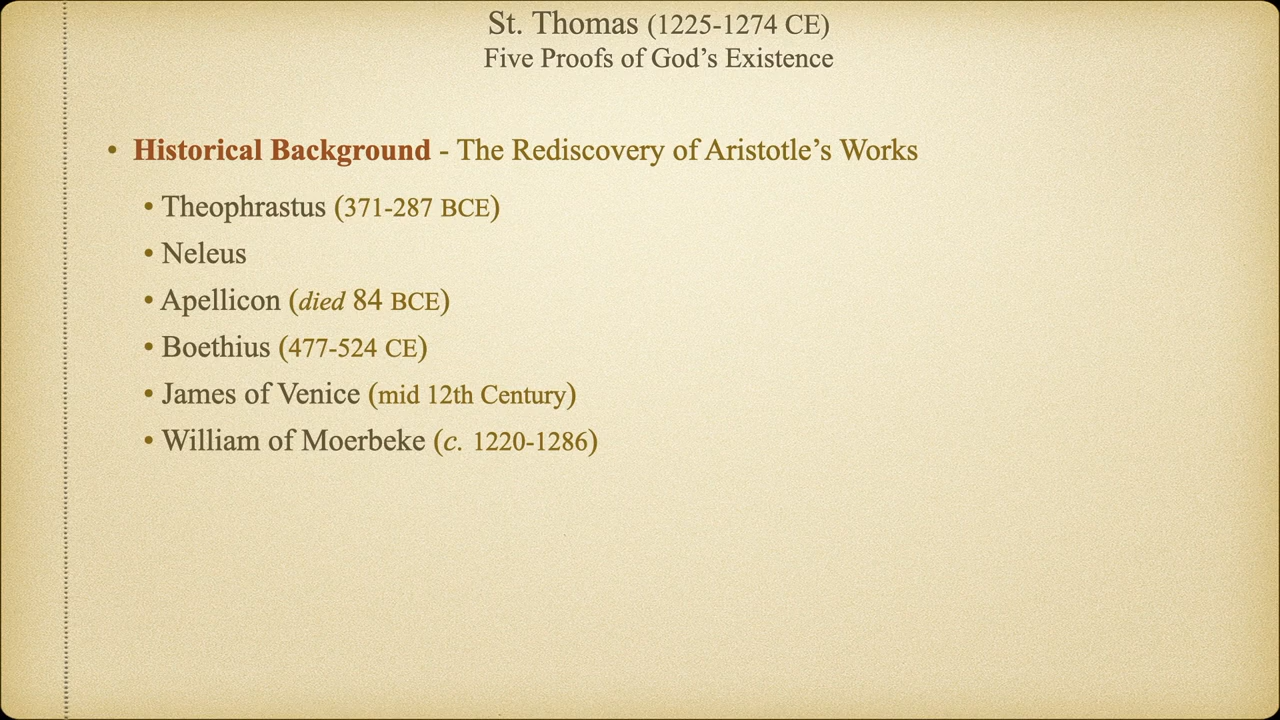 St. Thomas (1225-1274 CE)
Five Proofs of God’s Existence
• Historical Background - The Rediscovery of Aristotle’s Works
• Theophrastus (371-287 BCE)
• Neleus
• Apellicon (died 84 BCE)
• Boethius (477-524 CE)
• James of Venice (mid 12th Century)
• William of Moerbeke (c. 1220-1286)